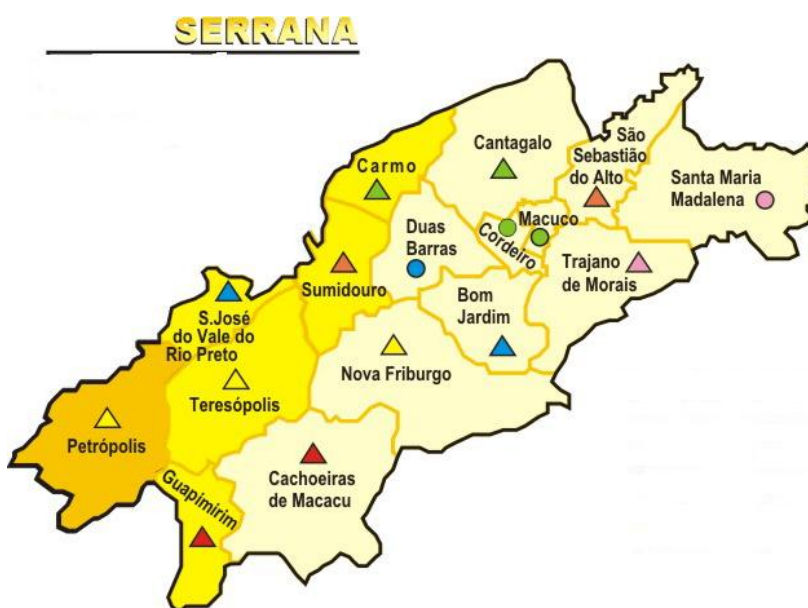 SERRANA
Cantagalo
São
Sebastião
do Alto
Carmo
Santa Maria
Madalena
Macuco
Cordeiro
Duas
Barras
Trajano
de Morais
Sumidouro
Bom
Jardim
S.José
do Vale do
Rio Preto
Nova Friburgo
Teresópolis
Petrópolis
Guapimirim
Cachoeiras
de Macacu